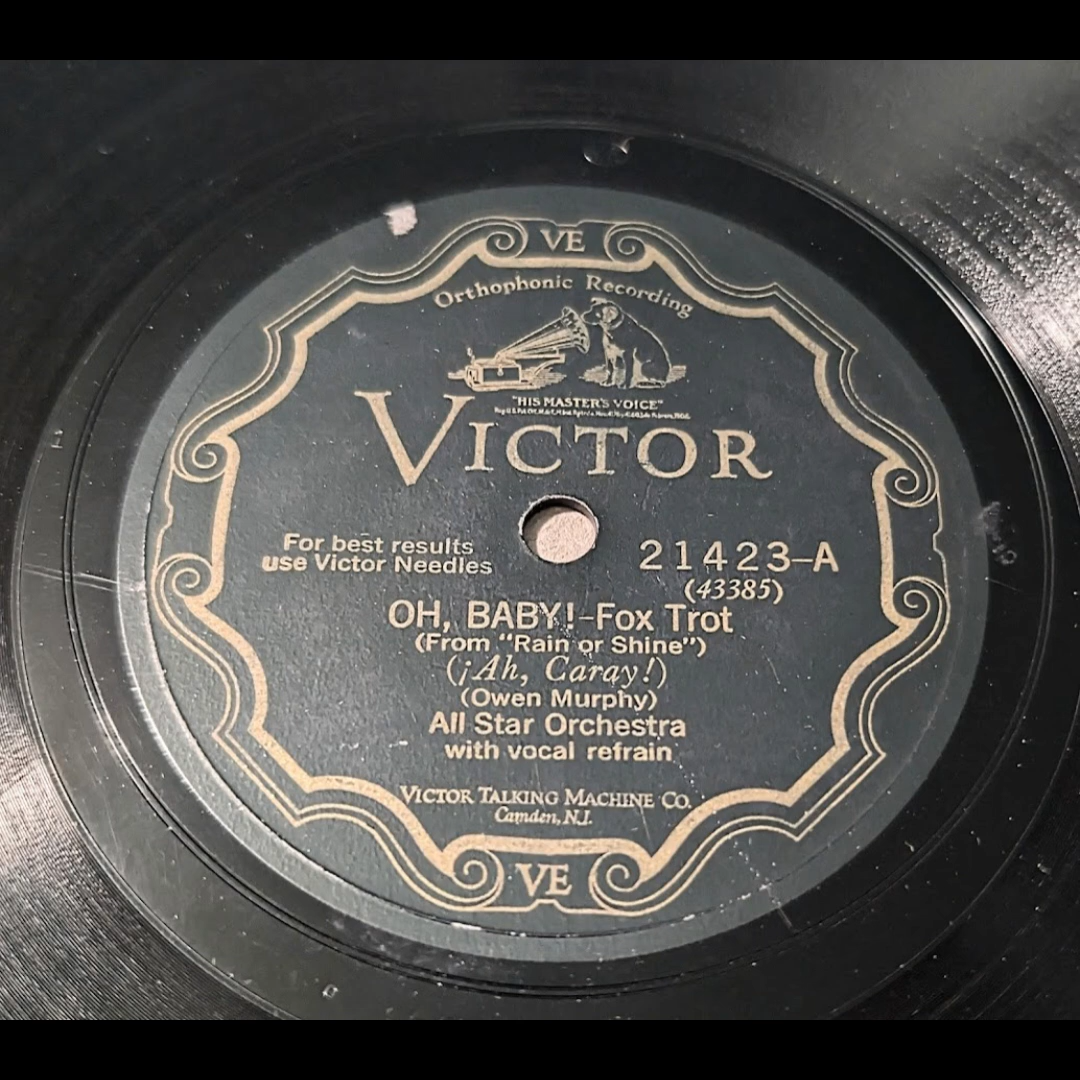 VE
Orthophonic Recording
"HIS MASTER'S VOICE"
VICTOR
For best results
use Victor Needles
21423-A
(43385)
OH, BABY!-Fox Trot
(From "Rain or Shine")
(¡Ah, Caray!)
(Owen Murphy)
All Star Orchestra
with vocal refrain
VICTOR TALKING MACHINE CO.
Camden, N.J.
VE